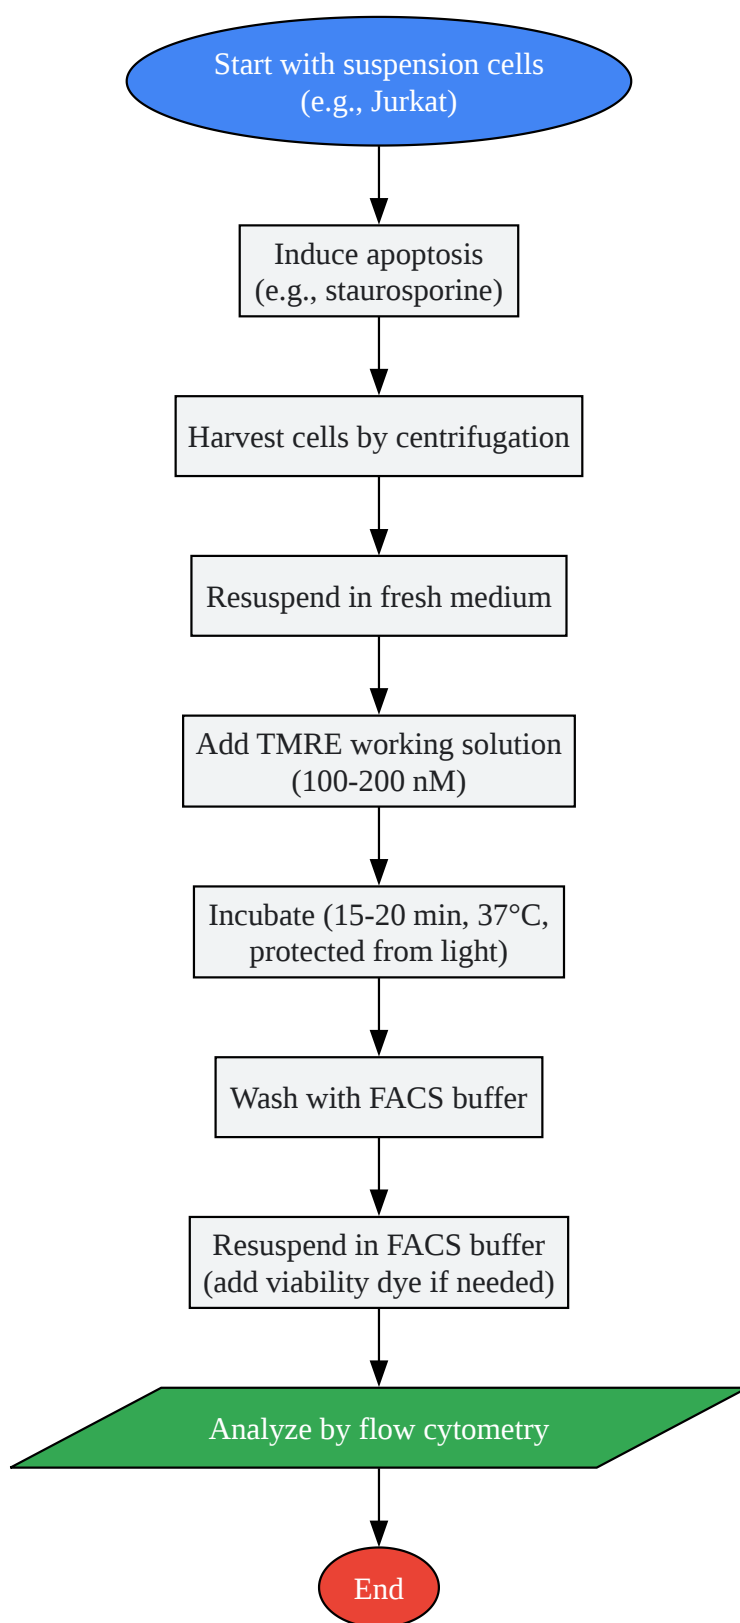 Start with suspension cells
(e.g., Jurkat)
Induce apoptosis
(e.g., staurosporine)
Harvest cells by centrifugation
Resuspend in fresh medium
Add TMRE working solution
(100-200 nM)
Incubate (15-20 min, 37°C,
protected from light)
Wash with FACS buffer
Resuspend in FACS buffer
(add viability dye if needed)
Analyze by flow cytometry
End